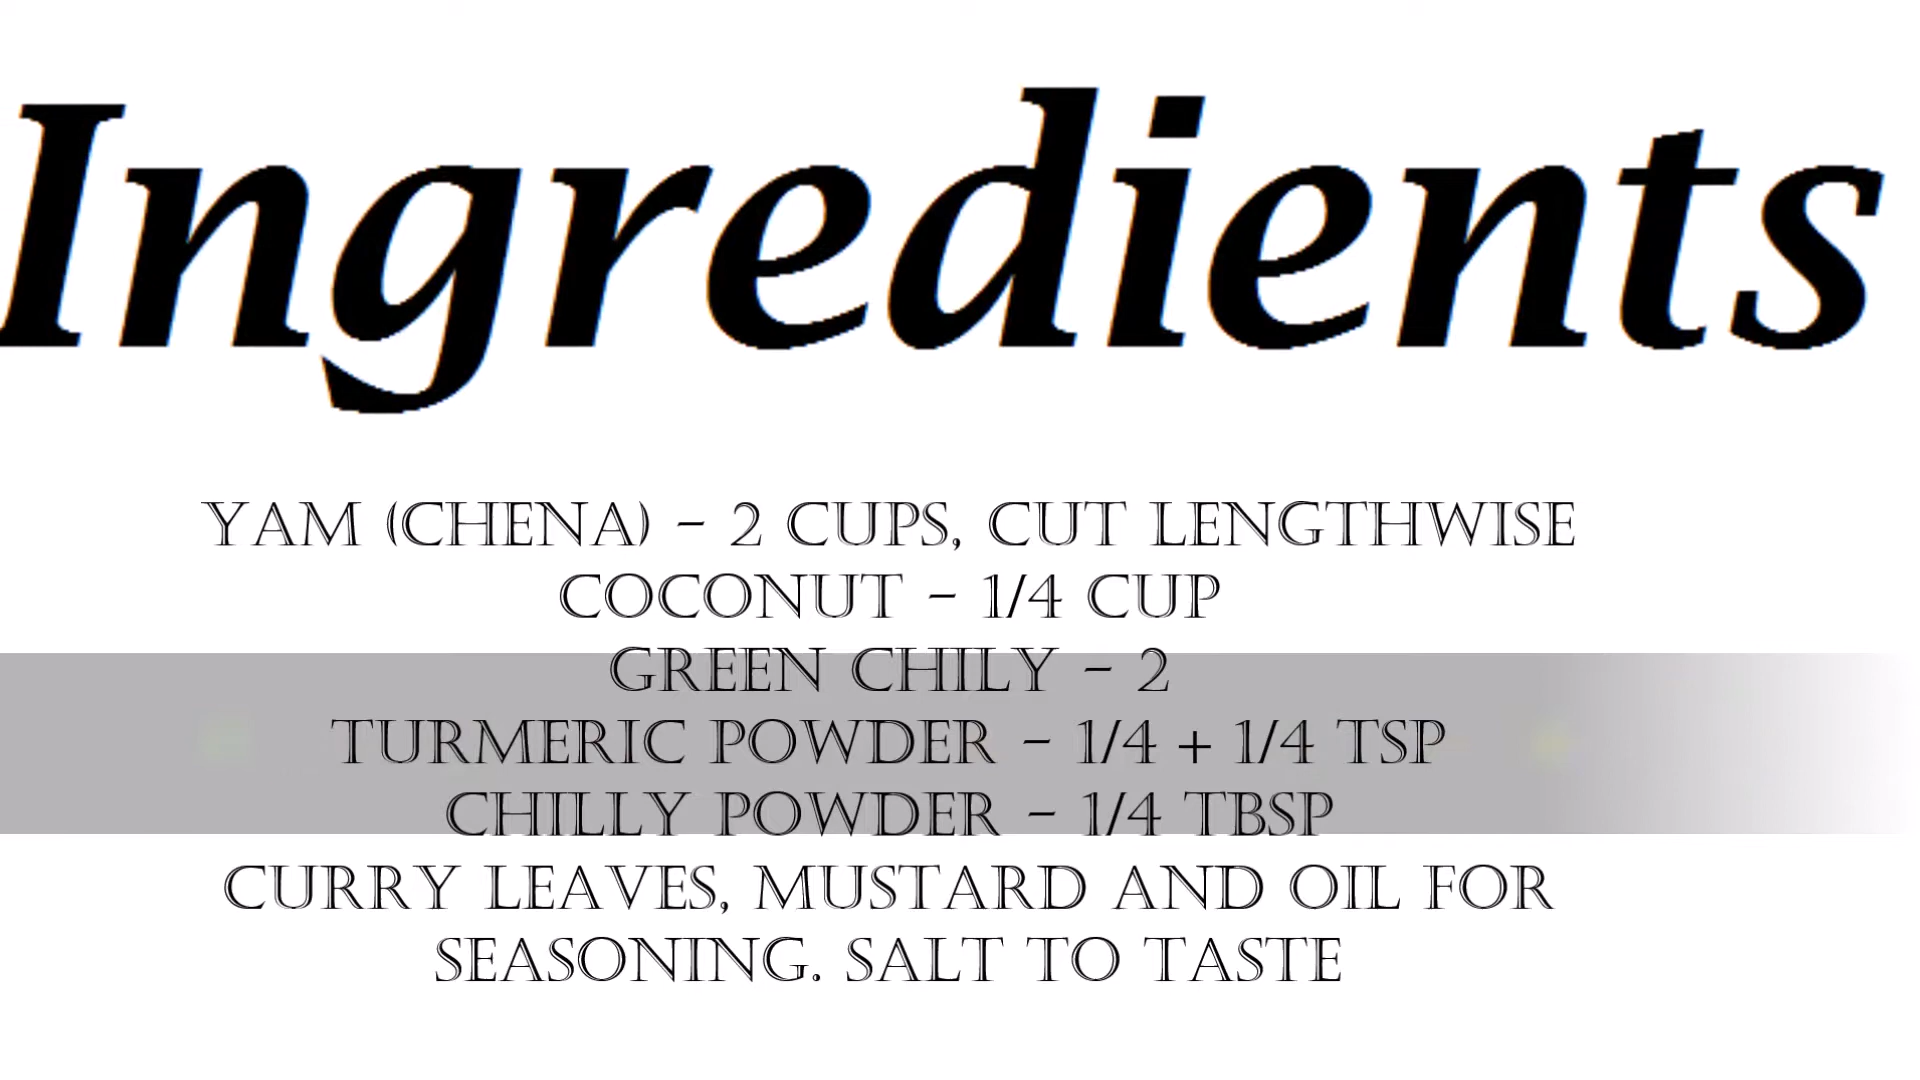 Ingredients
YAM (CHENA) - 2 CUPS, CUT LENGTHWISE
COCONUT - 1/4 CUP
GREEN CHILY - 2
TURMERIC POWDER - 1/4 + 1/4 TSP
CHILLY POWDER - 1/4 TBSP
CURRY LEAVES, MUSTARD AND OIL FOR
SEASONING. SALT TO TASTE